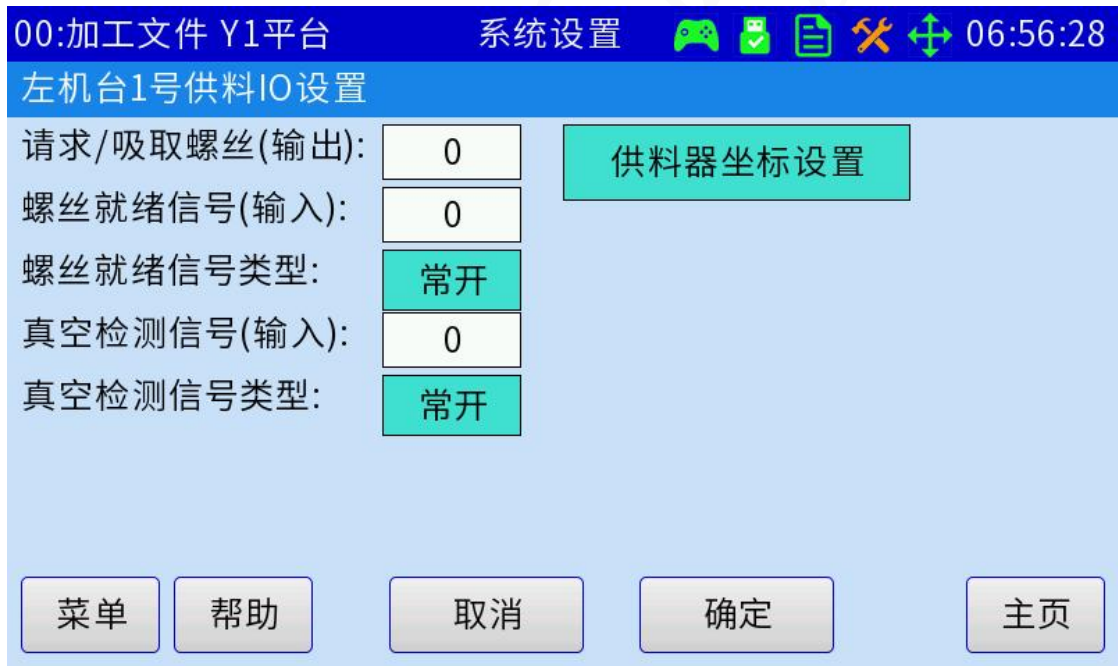 00:加工文件 Y1平台 系统设置 06:56:28
左机台1号供料IO设置
请求/吸取螺丝(输出): 0 供料器坐标设置
螺丝就绪信号(输入): 0
螺丝就绪信号类型: 常开
真空检测信号(输入): 0
真空检测信号类型: 常开
菜单 帮助 取消 确定 主页